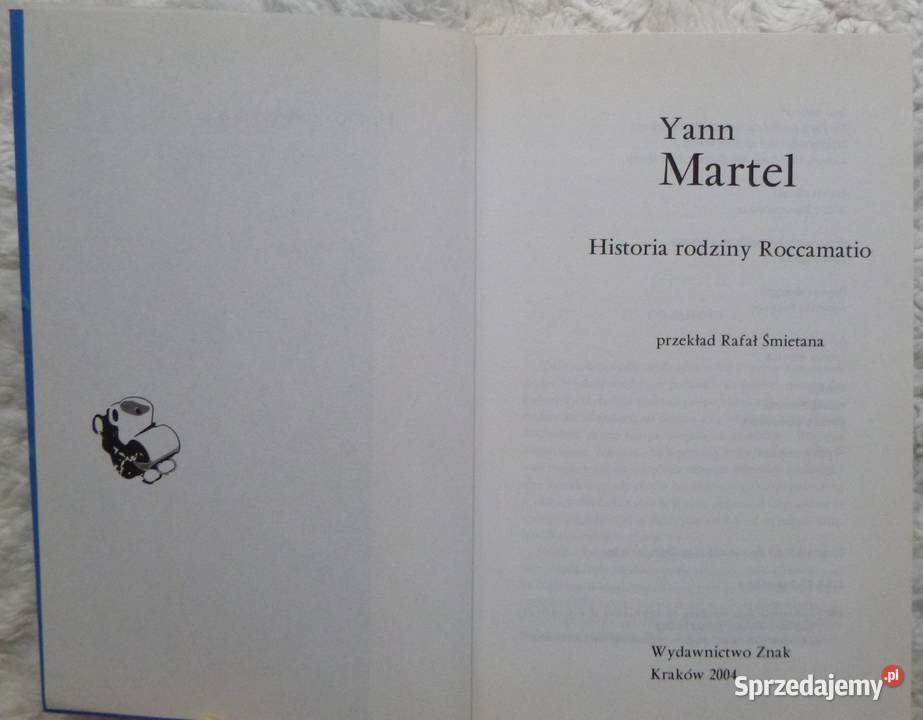 Yann
Martel
Historia rodziny Roccamatio
przekład Rafał Śmietana
Wydawnictwo Znak
Kraków 2004
Sprzedajemy.pl